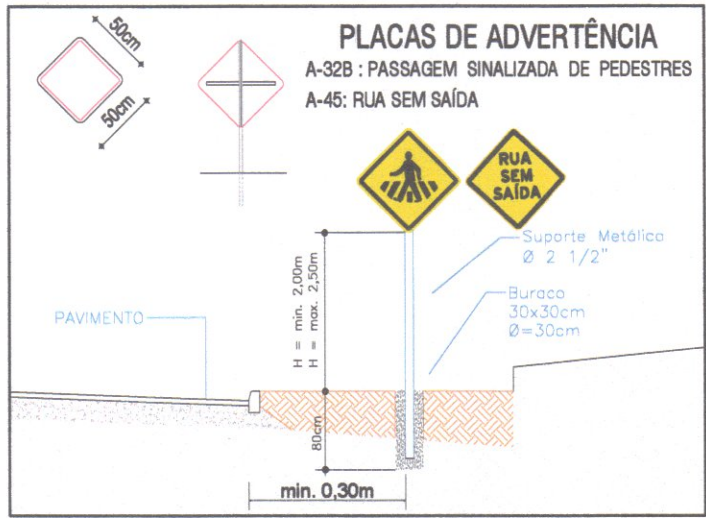 50cm
50cm
PLACAS DE ADVERTÊNCIA
A-32B : PASSAGEM SINALIZADA DE PEDESTRES
A-45: RUA SEM SAÍDA
RUA
SEM
SAÍDA
Suporte Metálico
Ø 2 1/2"
H = min. 2,00m
H = max. 2,50m
Buraco
30x30cm
Ø=30cm
PAVIMENTO
80cm
min. 0,30m